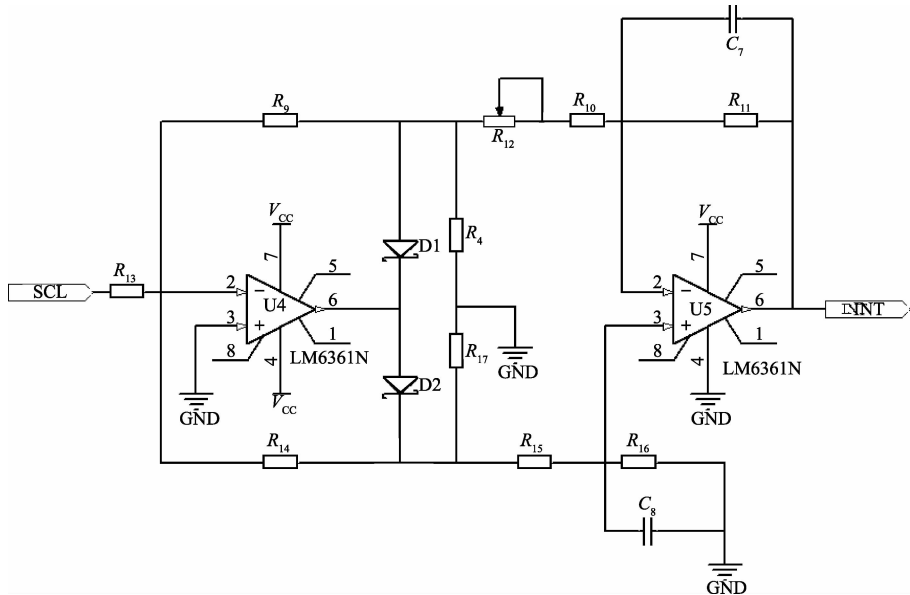 C7
R9
R10
R11
R12
VCC
VCC
7
7
R4
D1
R13
5
5
SCL
2
−
U4
6
2
−
U5
6
3
+
3
+
1
1
8
4
LM6361N
R17
8
4
LM6361N
GND
VCC
GND
D2
GND
R14
R15
R16
C8
GND